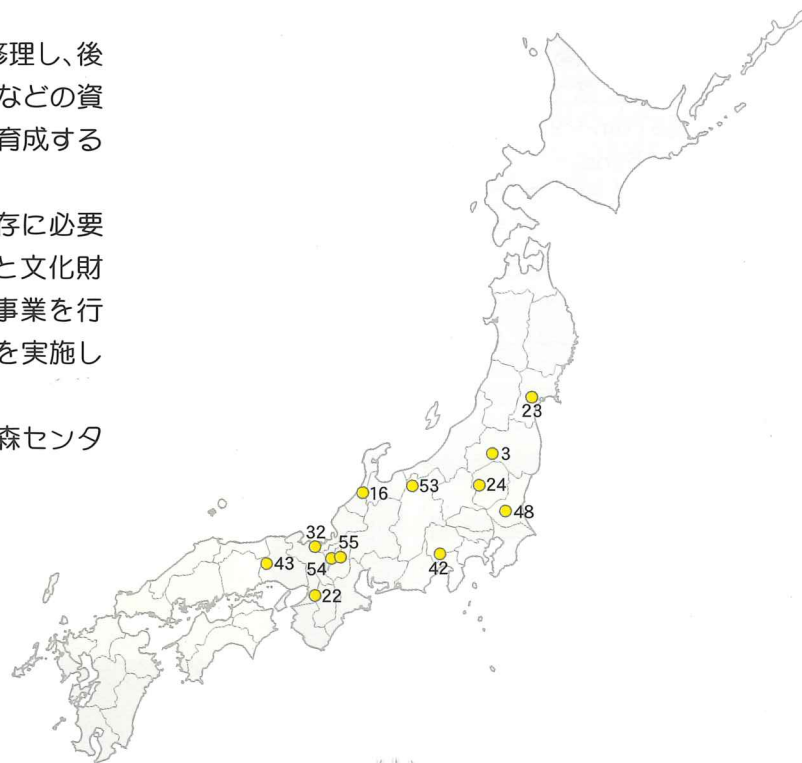 修理し、後
などの資
育成する
存に必要
と文化財
事業を行
を実施し
森センタ
23
3
53
16
24
48
32
55
43
54
42
22